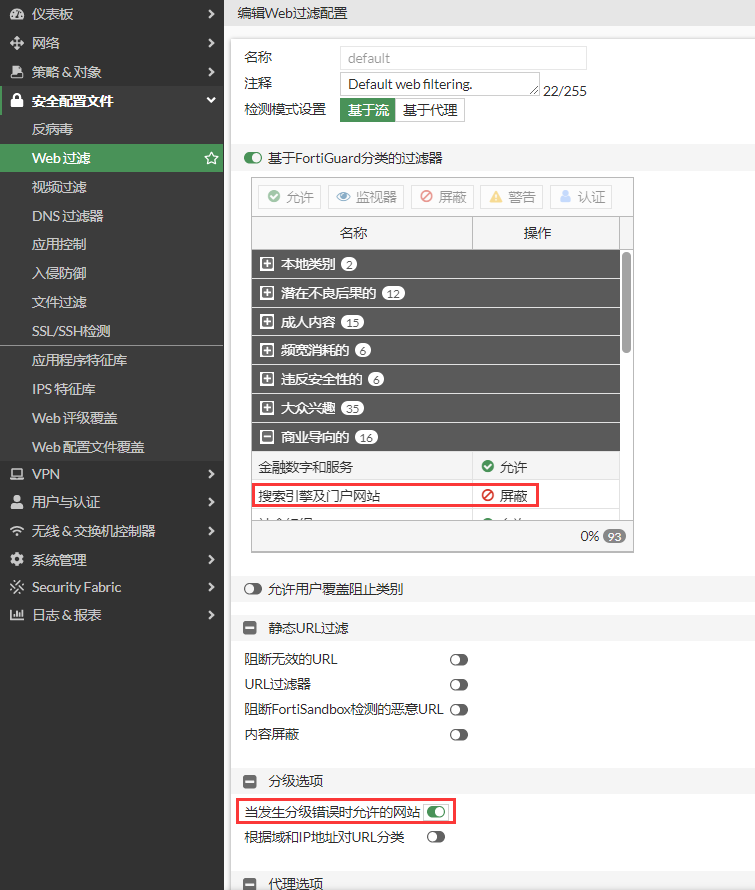 仪表板
网络
策略 & 对象
安全配置文件
反病毒
Web 过滤
视频过滤
DNS 过滤器
应用控制
入侵防御
文件过滤
SSL/SSH检测
应用程序特征库
IPS 特征库
Web 评级覆盖
Web 配置文件覆盖
VPN
用户与认证
无线 & 交换机控制器
系统管理
Security Fabric
日志 & 报表
编辑Web过滤配置
名称 default
注释 Default web filtering. 22/255
检测模式设置 基于流 基于代理
基于FortiGuard分类的过滤器
允许 监视器 屏蔽 警告 认证
名称 操作
本地类别 2
潜在不良后果的 12
成人内容 15
频宽消耗的 6
违反安全性的 6
大众兴趣 35
商业导向的 16
金融数字和服务 允许
搜索引擎及门户网站 屏蔽
0% 93
允许用户覆盖阻止类别
静态URL过滤
阻断无效的URL
URL过滤器
阻断FortiSandbox检测的恶意URL
内容屏蔽
分级选项
当发生分级错误时允许的网站
根据域和IP地址对URL分类
代理选项